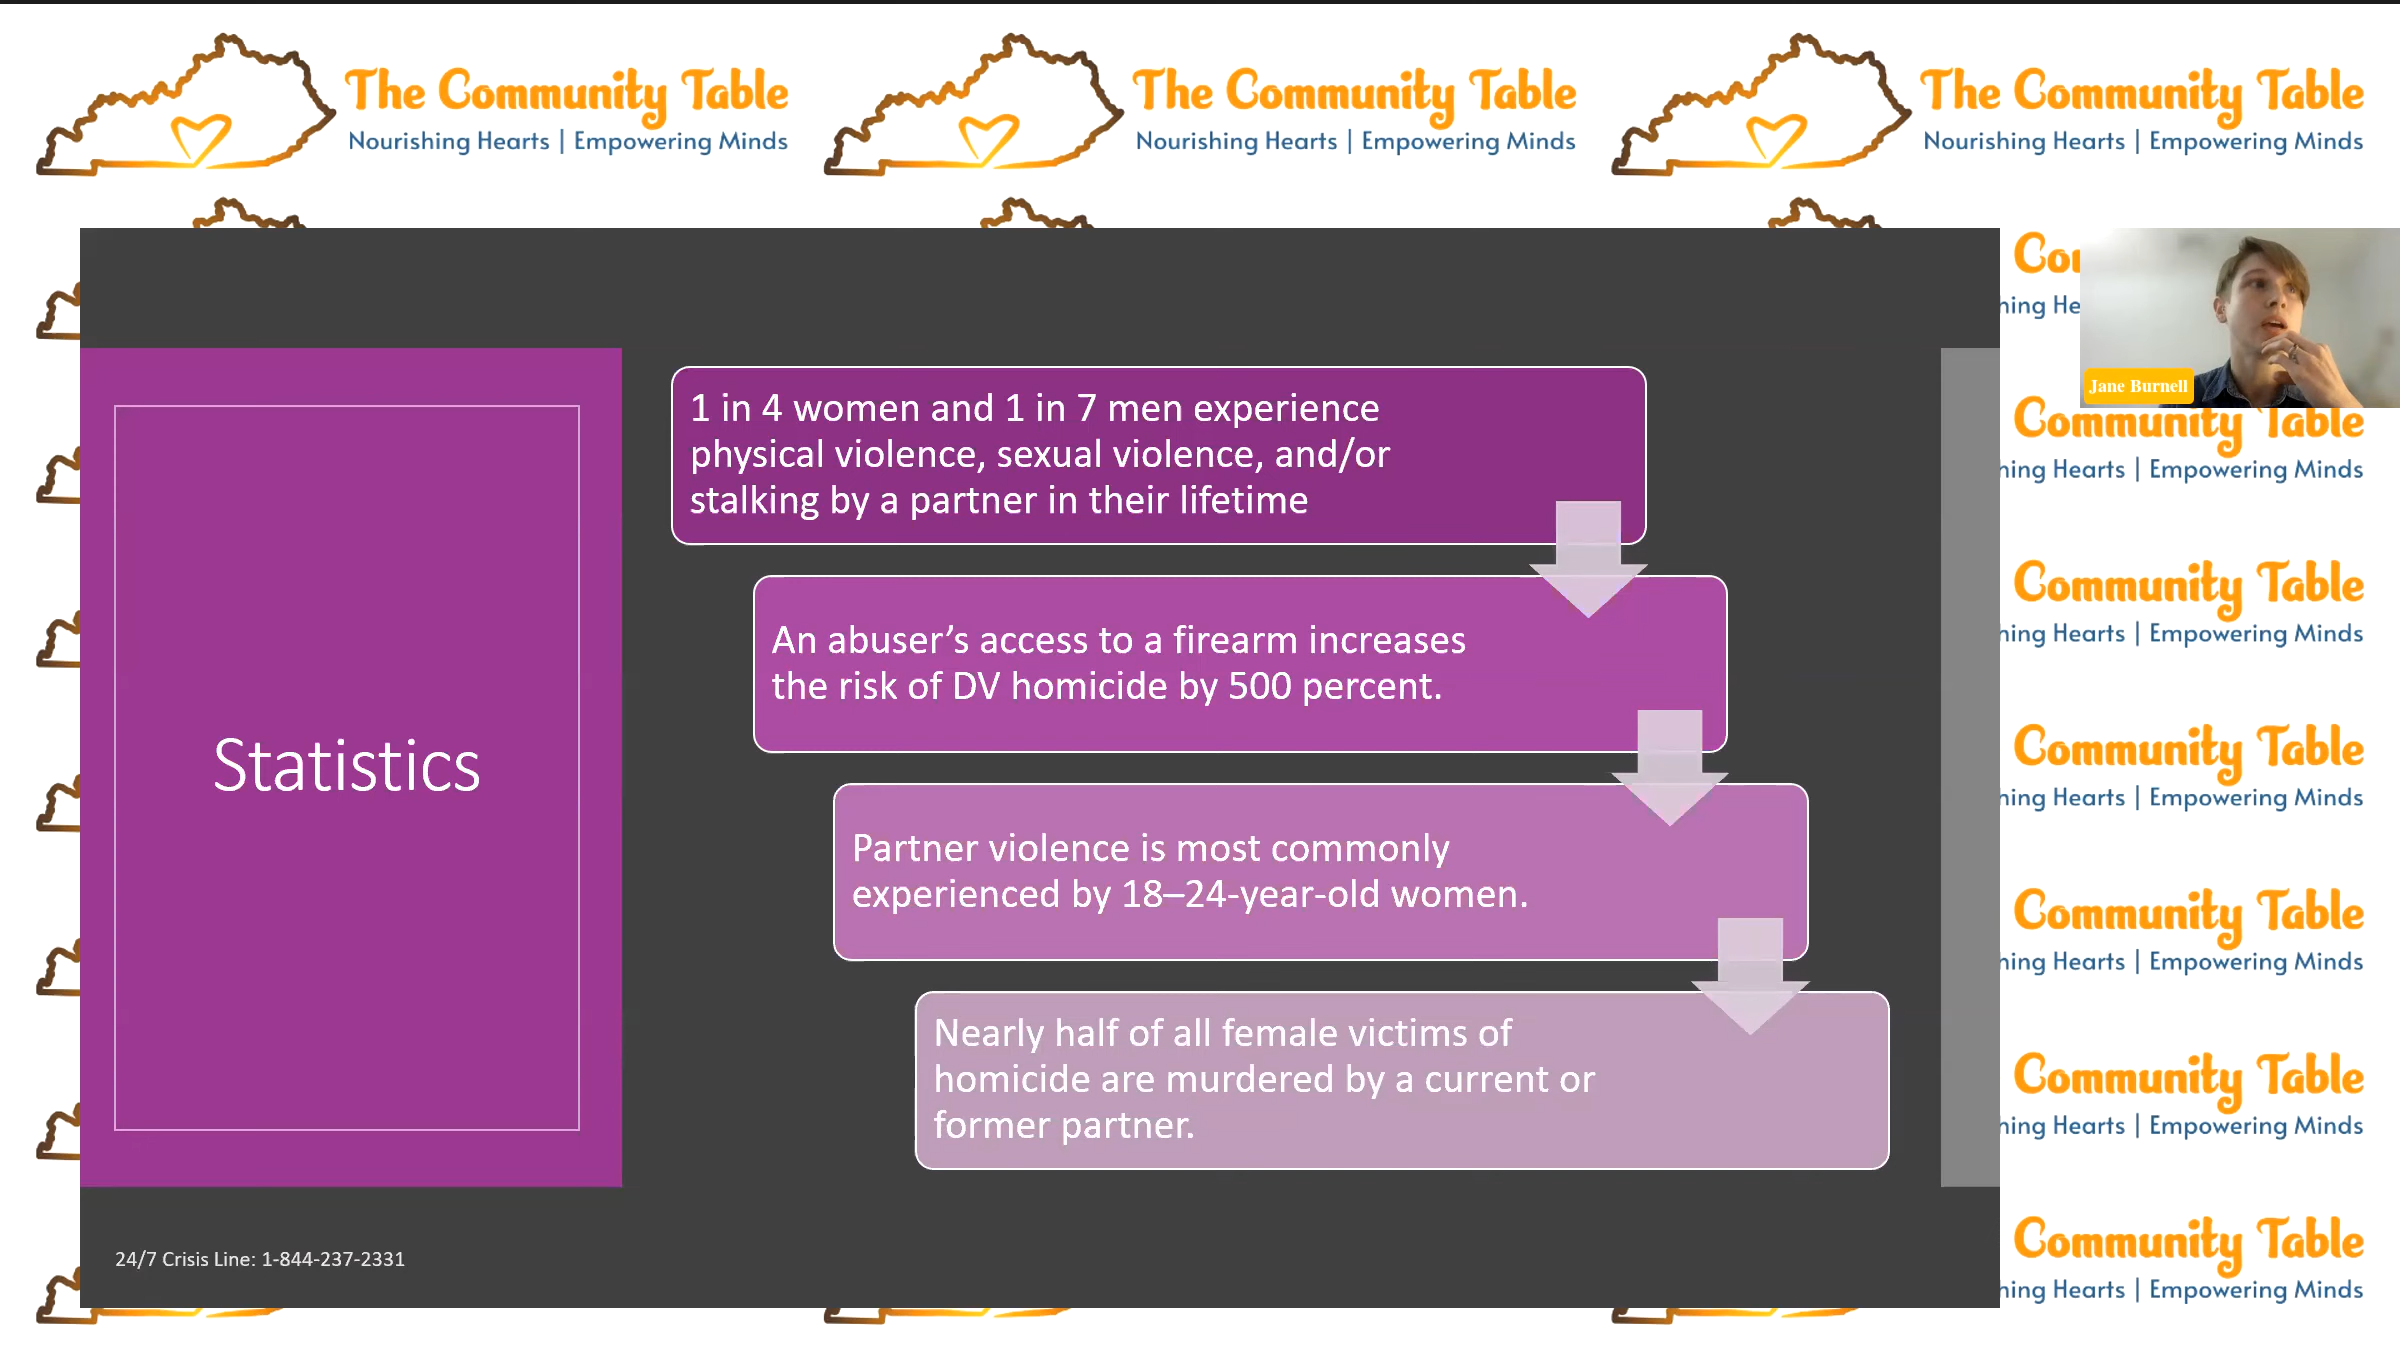 The Community Table The Community Table The Community Table
Nourishing Hearts | Empowering Minds Nourishing Hearts | Empowering Minds Nourishing Hearts | Empowering Minds
Jane Burnell
Statistics
1 in 4 women and 1 in 7 men experience
physical violence, sexual violence, and/or
stalking by a partner in their lifetime
An abuser’s access to a firearm increases
the risk of DV homicide by 500 percent.
Partner violence is most commonly
experienced by 18–24-year-old women.
Nearly half of all female victims of
homicide are murdered by a current or
former partner.
24/7 Crisis Line: 1-844-237-2331
Community Table
Hearts | Empowering Minds
Community Table
Hearts | Empowering Minds
Community Table
Hearts | Empowering Minds
Community Table
Hearts | Empowering Minds
Community Table
Hearts | Empowering Minds
Community Table
Hearts | Empowering Minds